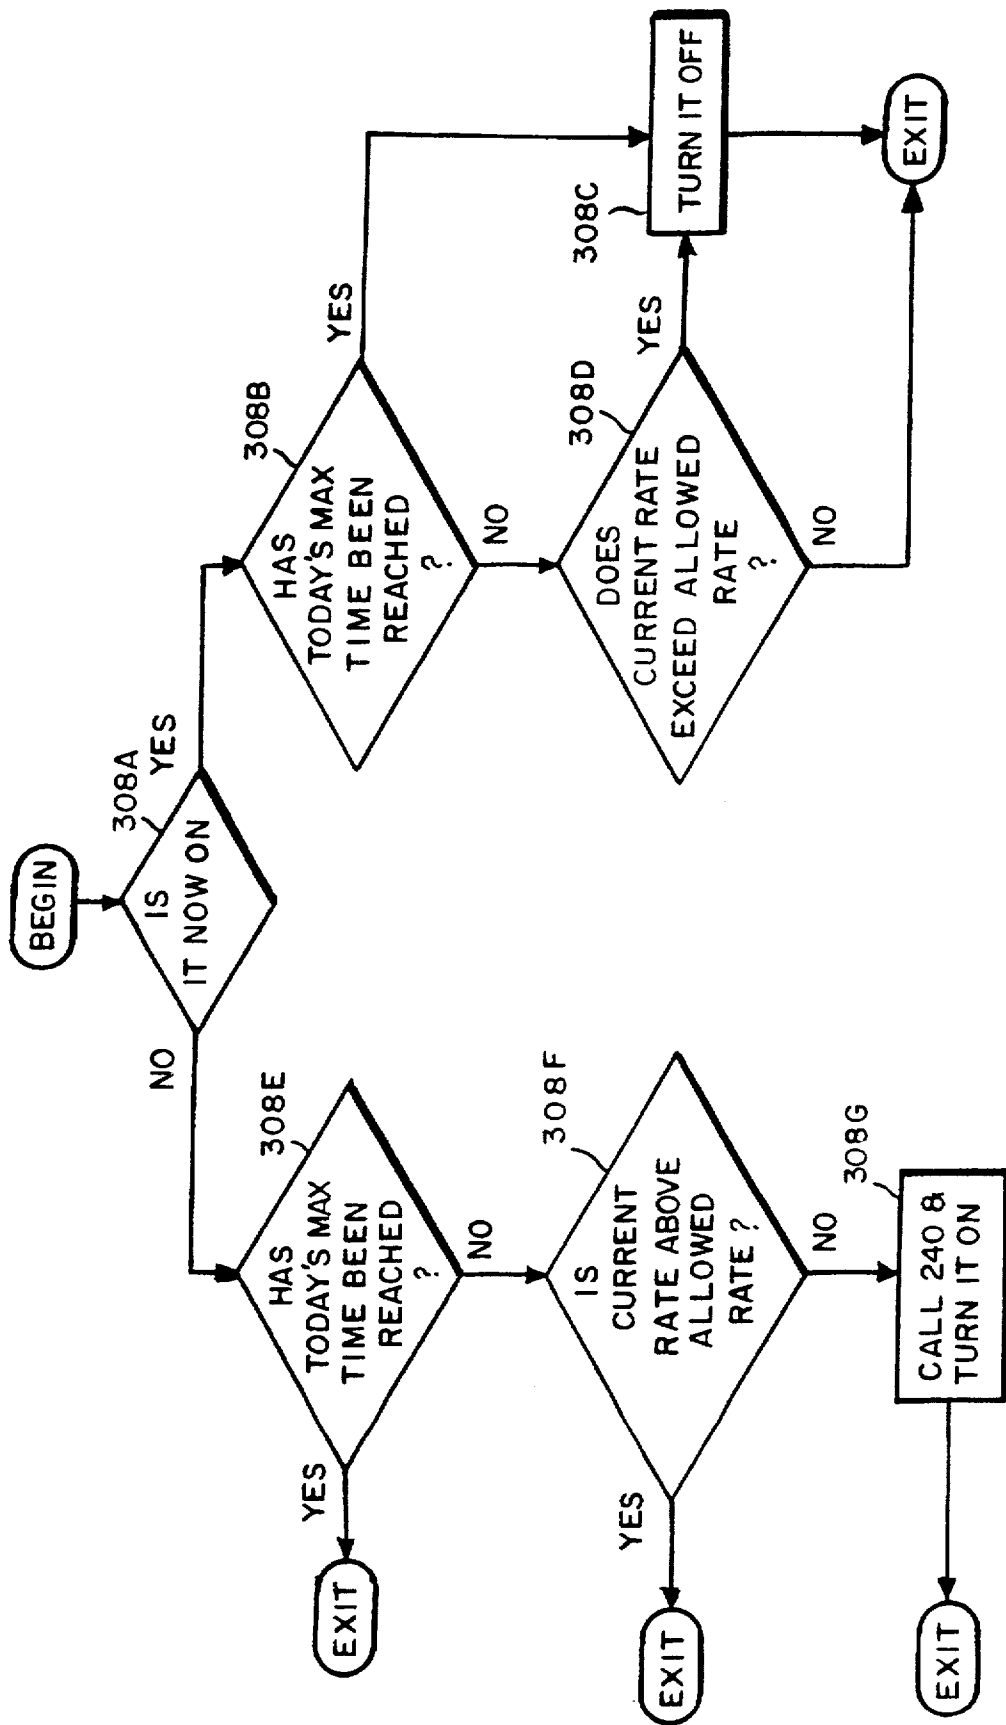 BEGIN
308A
IS
IT NOW ON
NO
YES
308E
HAS
TODAY'S MAX
TIME BEEN
REACHED
?
YES
NO
EXIT
308B
HAS
TODAY'S MAX
TIME BEEN
REACHED
?
YES
NO
308F
IS
CURRENT
RATE ABOVE
ALLOWED
RATE ?
YES
NO
EXIT
308D
DOES
CURRENT RATE
EXCEED ALLOWED
RATE
?
YES
NO
308C
TURN IT OFF
308G
CALL 240 &
TURN IT ON
EXIT
EXIT